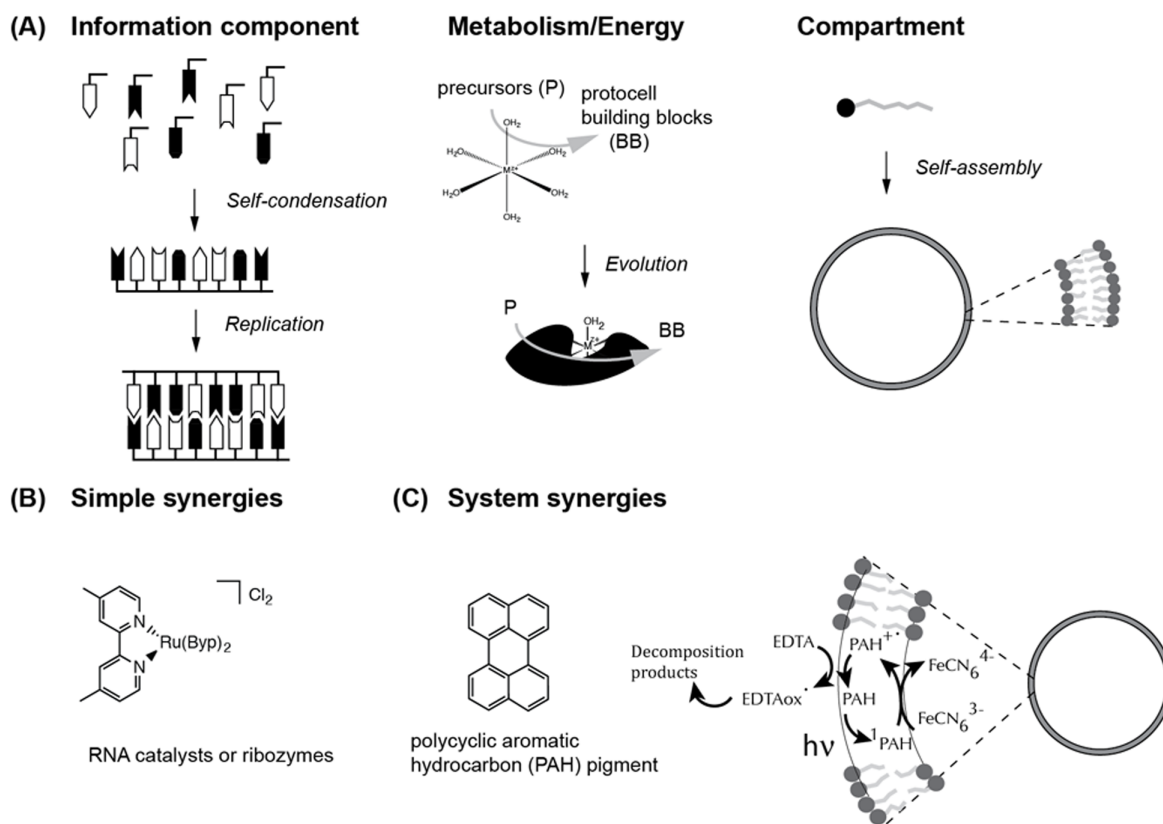 (A) Information component
Metabolism/Energy
Compartment
Self-condensation
Replication
precursors (P)
protocell
building blocks
(BB)
OH2
H2O
OH2
M2+
H2O
OH2
OH2
Evolution
P
OH2
Mz+
BB
Self-assembly
(B) Simple synergies
Cl2
N
Ru(Byp)2
N
RNA catalysts or ribozymes
(C) System synergies
polycyclic aromatic
hydrocarbon (PAH) pigment
Decomposition
products
EDTA
EDTAox·
PAH+·
PAH
1PAH
hν
FeCN6 4-
FeCN6 3-